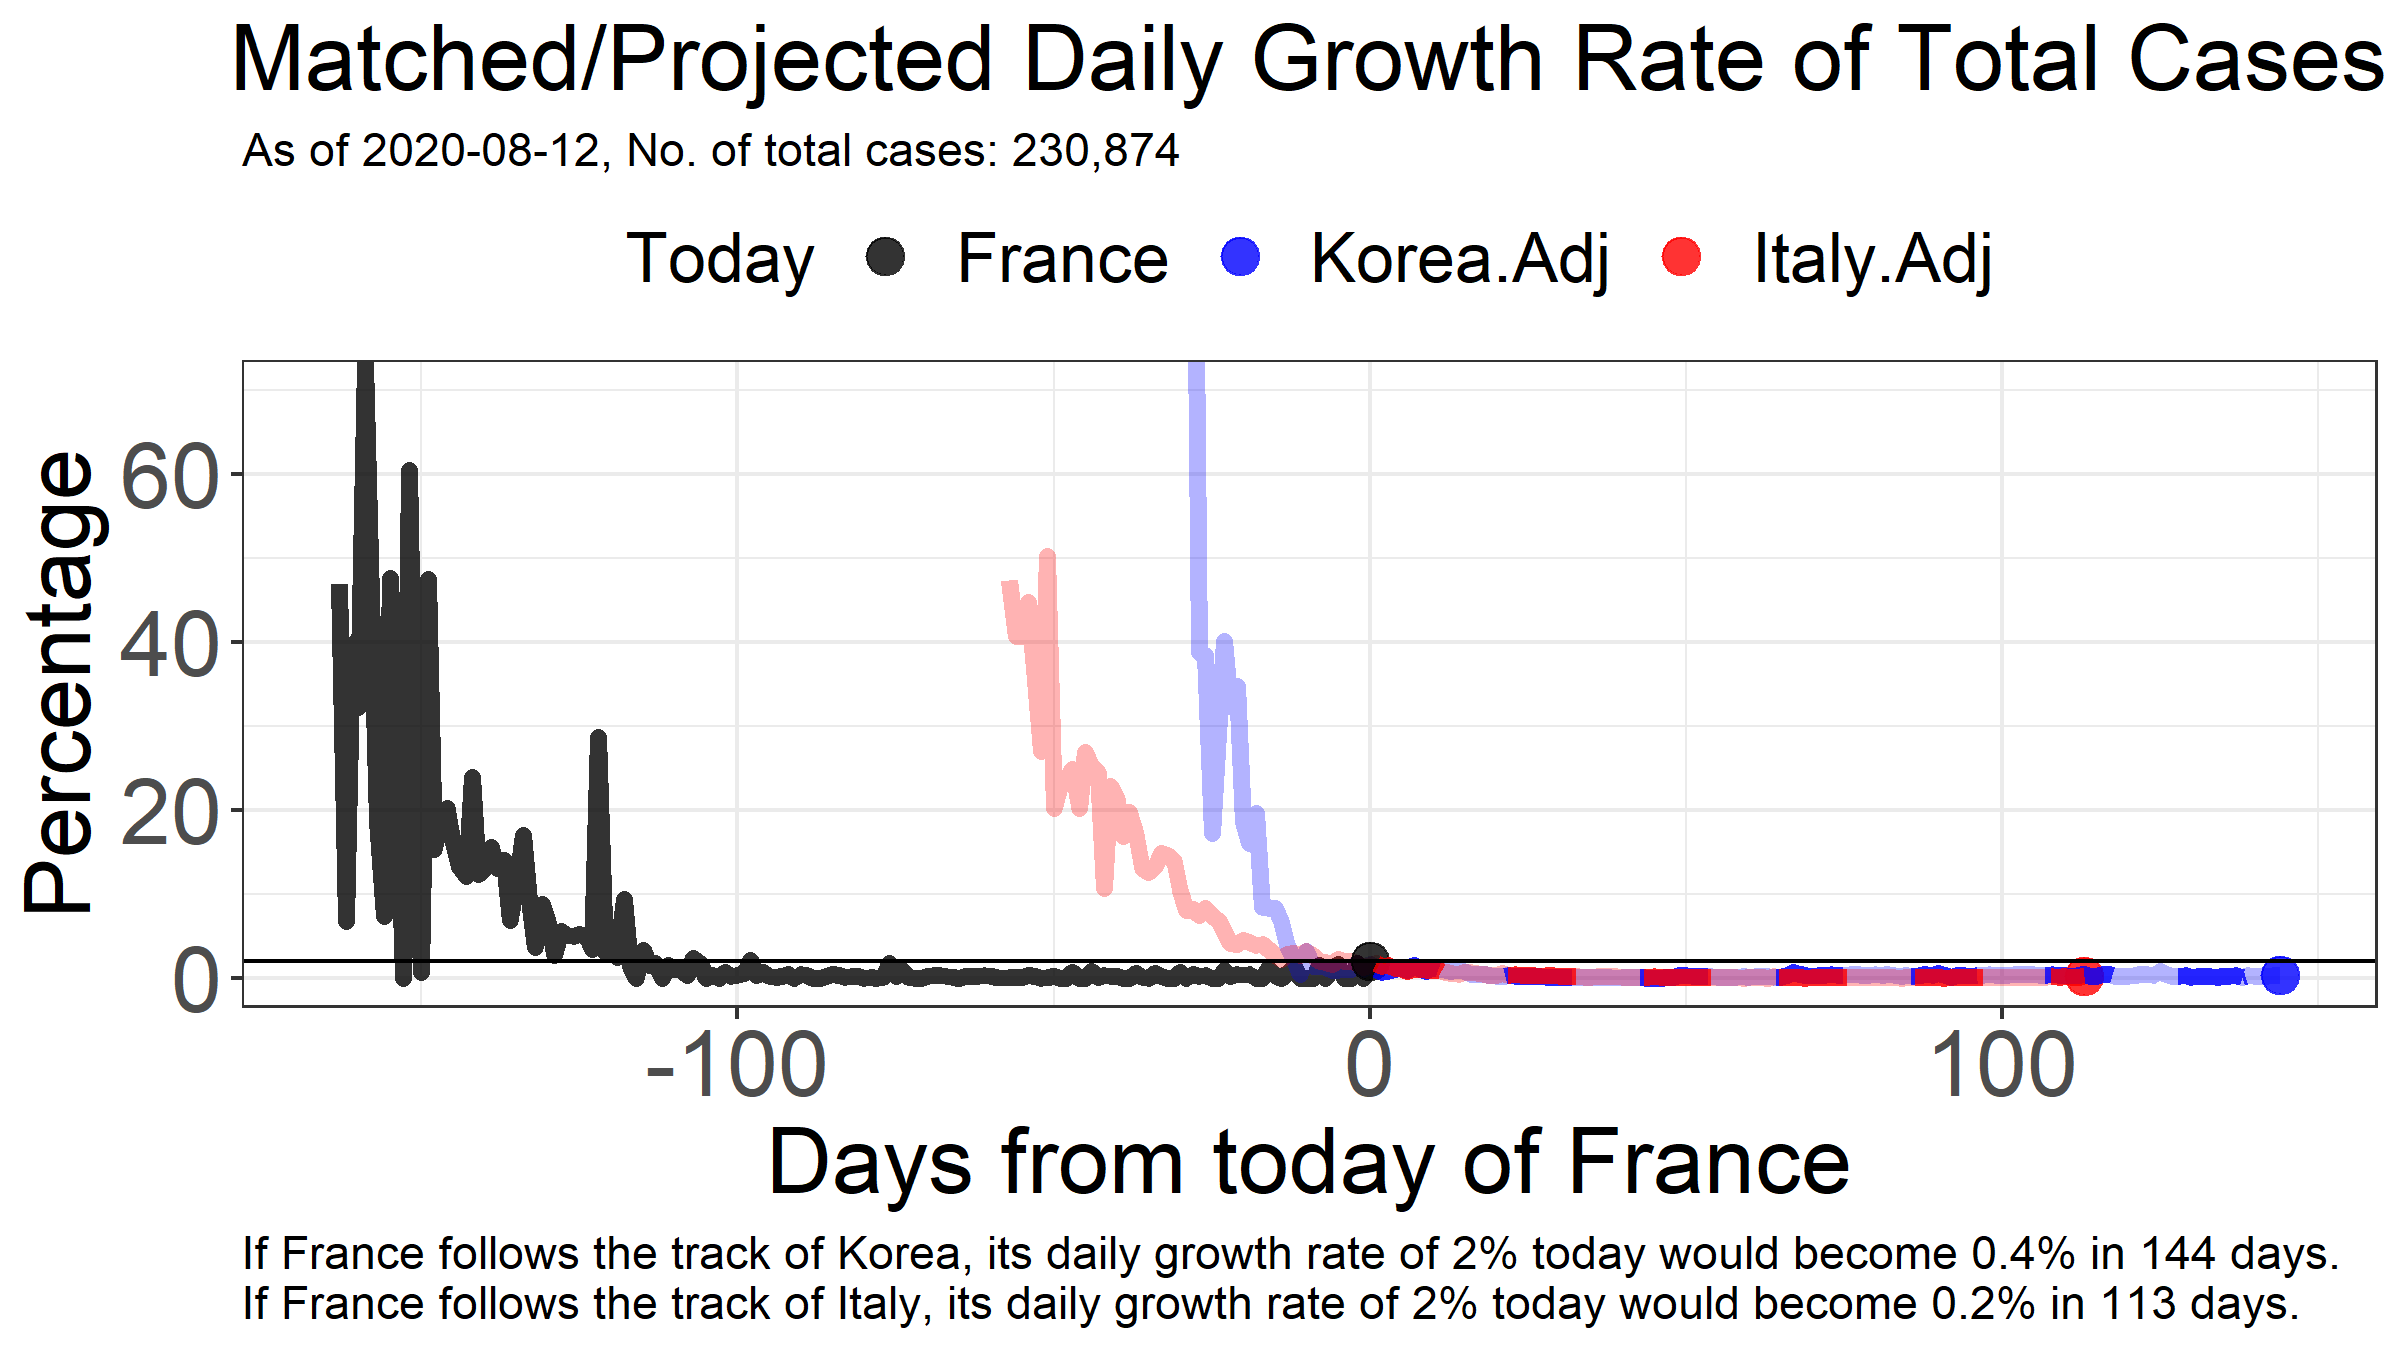 Matched/Projected Daily Growth Rate of Total Cases
As of 2020-08-12, No. of total cases: 230,874
Today France Korea.Adj Italy.Adj
Percentage
60
40
20
0
-100 0 100
Days from today of France
If France follows the track of Korea, its daily growth rate of 2% today would become 0.4% in 144 days.
If France follows the track of Italy, its daily growth rate of 2% today would become 0.2% in 113 days.